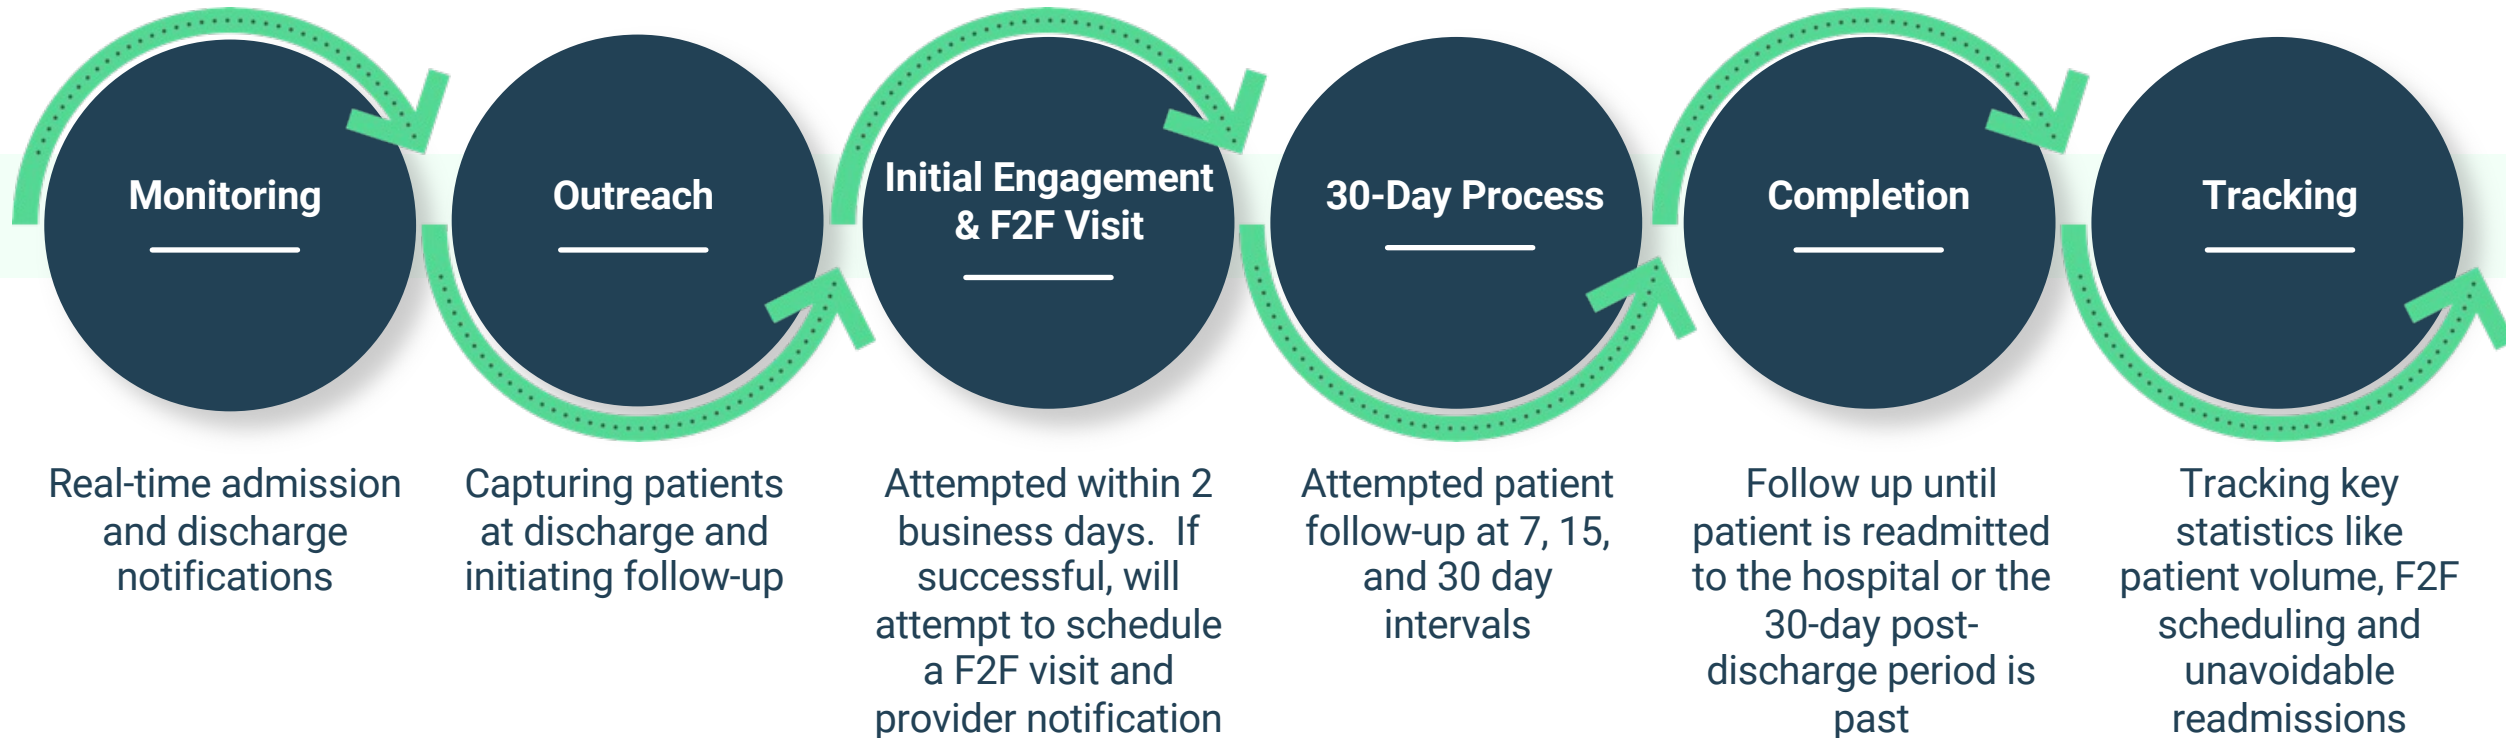 Monitoring
Real-time admission
and discharge
notifications
Outreach
Capturing patients
at discharge and
initiating follow-up
Initial Engagement
& F2F Visit
Attempted within 2
business days.  If
successful, will
attempt to schedule
a F2F visit and
provider notification
30-Day Process
Attempted patient
follow-up at 7, 15,
and 30 day
intervals
Completion
Follow up until
patient is readmitted
to the hospital or the
30-day post-
discharge period is
past
Tracking
Tracking key
statistics like
patient volume, F2F
scheduling and
unavoidable
readmissions